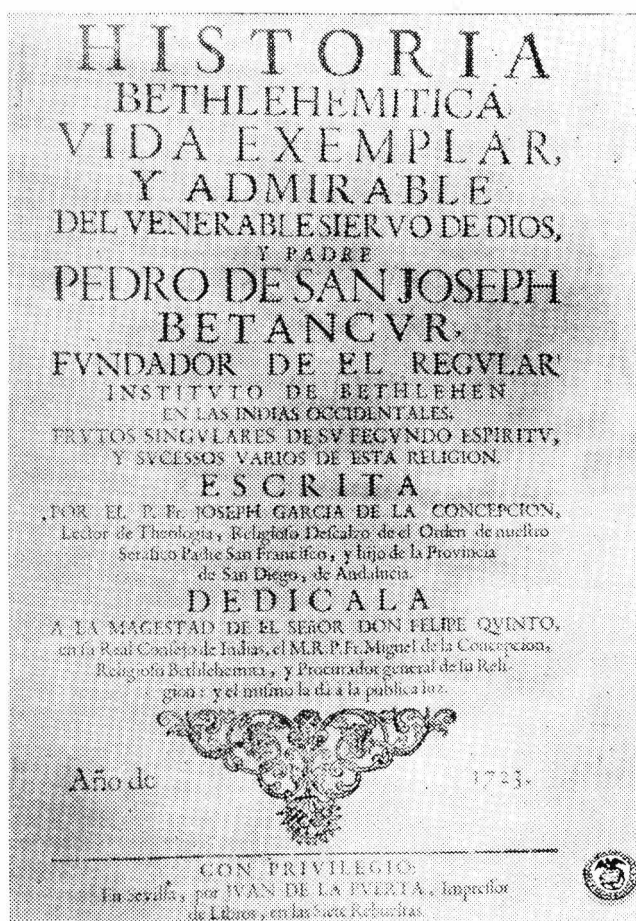 HISTORIA
BETHLEHEMITICA,
VIDA EXEMPLAR,
Y ADMIRABLE
DEL VENERABLE SIERVO DE DIOS,
Y PADRE
PEDRO DE SAN JOSEPH
BETANCVR,
FVNDADOR DE EL REGVLAR
INSTITVTO DE BETHLEHEN
EN LAS INDIAS OCCIDENTALES,
FRVTOS SINGVLARES DE SV FECVNDO ESPIRITV,
Y SVCESSOS VARIOS DE ESTA RELIGION.
ESCRITA
POR EL P. Fr. JOSEPH GARCIA DE LA CONCEPCION,
Lector de Theologia, Religioſo Deſcalzo de el Orden de nueſtro
Serafico Padre San Franciſco, y hijo de la Provincia
de San Diego, de Andalucia.
DEDICALA
A LA MAGESTAD DE EL SEñOR DON FELIPE QVINTO,
en ſu Real Conſejo de Indias, el M.R.P.Fr. Miguel de la Concepcion,
Religioſo Bethlehemita, y Procurador general de ſu Reli-
gion: y el miſmo la dà à la publica luz.
Año de 1723.
CON PRIVILEGIO:
En Sevilla, por JVAN DE LA PVERTA, Impreſſor
de Libros, en las Siete Rebueltas.